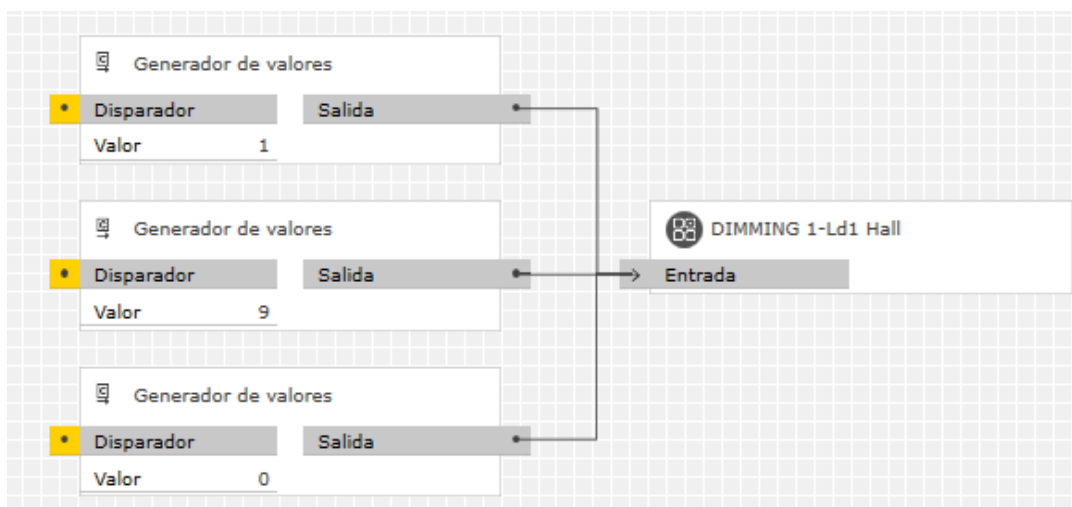 Generador de valores
Disparador Salida
Valor 1
Generador de valores
DIMMING 1-Ld1 Hall
Disparador Salida
Entrada
Valor 9
Generador de valores
Disparador Salida
Valor 0